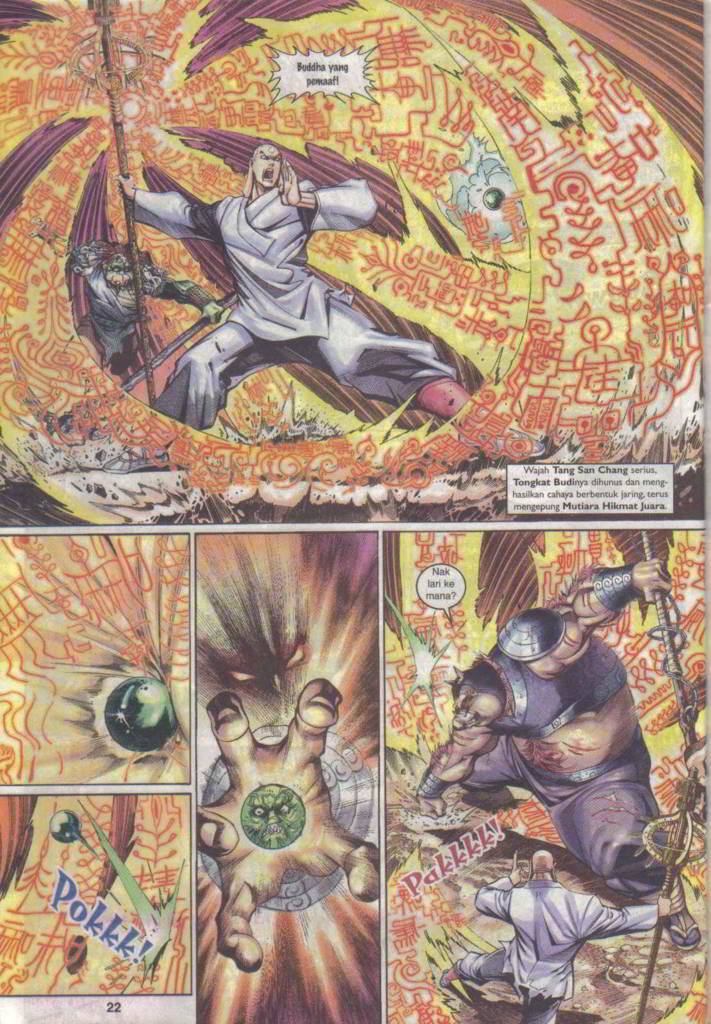 Buddha yang
pemaaf!
Wajah Tang San Chang serius,
Tongkat Budinya dihunus dan meng-
hasilkan cahaya berbentuk jaring, terus
mengepung Mutiara Hikmat Juara.
Nak
lari ke
mana?
Pokkk!
Pakkkk!
22